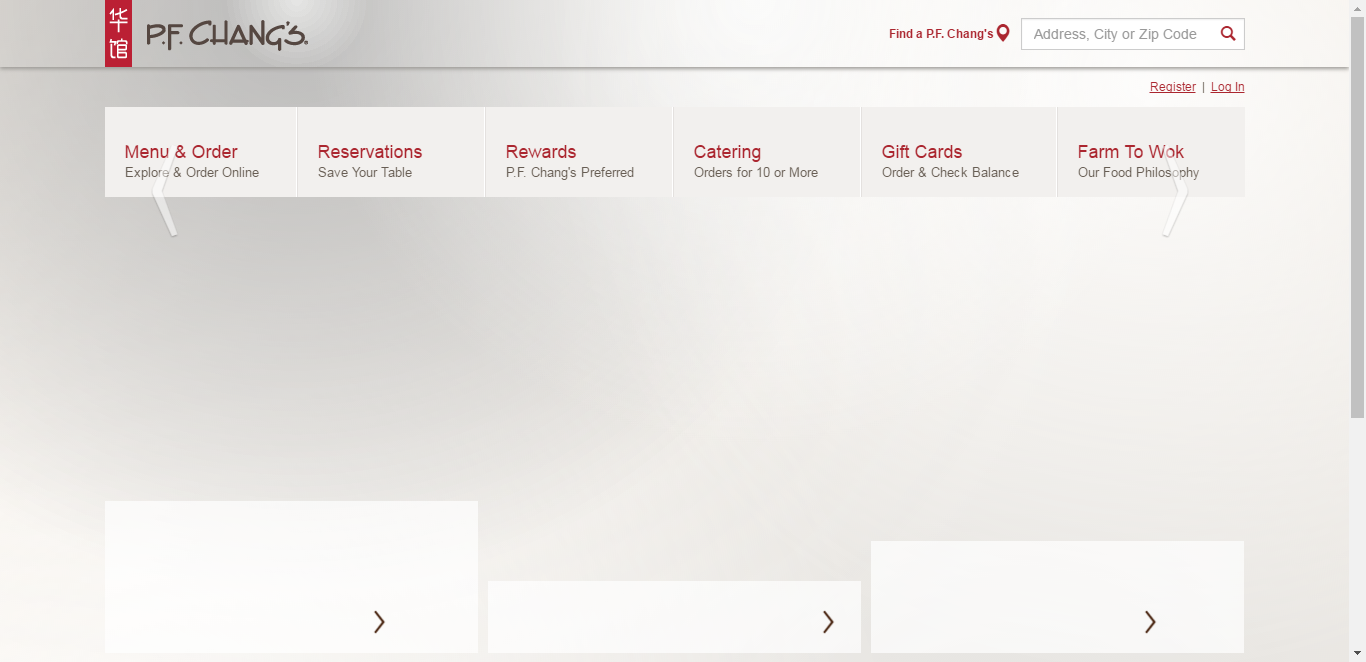 华馆
P.F. CHANG'S®
Find a P.F. Chang's
Address, City or Zip Code
Register | Log In
Menu & Order
Explore & Order Online
Reservations
Save Your Table
Rewards
P.F. Chang's Preferred
Catering
Orders for 10 or More
Gift Cards
Order & Check Balance
Farm To Wok
Our Food Philosophy